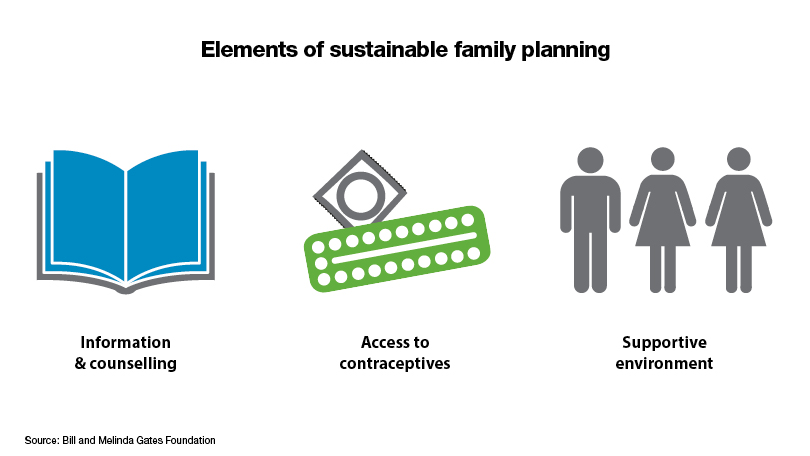 Elements of sustainable family planning
Information
& counselling
Access to
contraceptives
Supportive
environment
Source: Bill and Melinda Gates Foundation